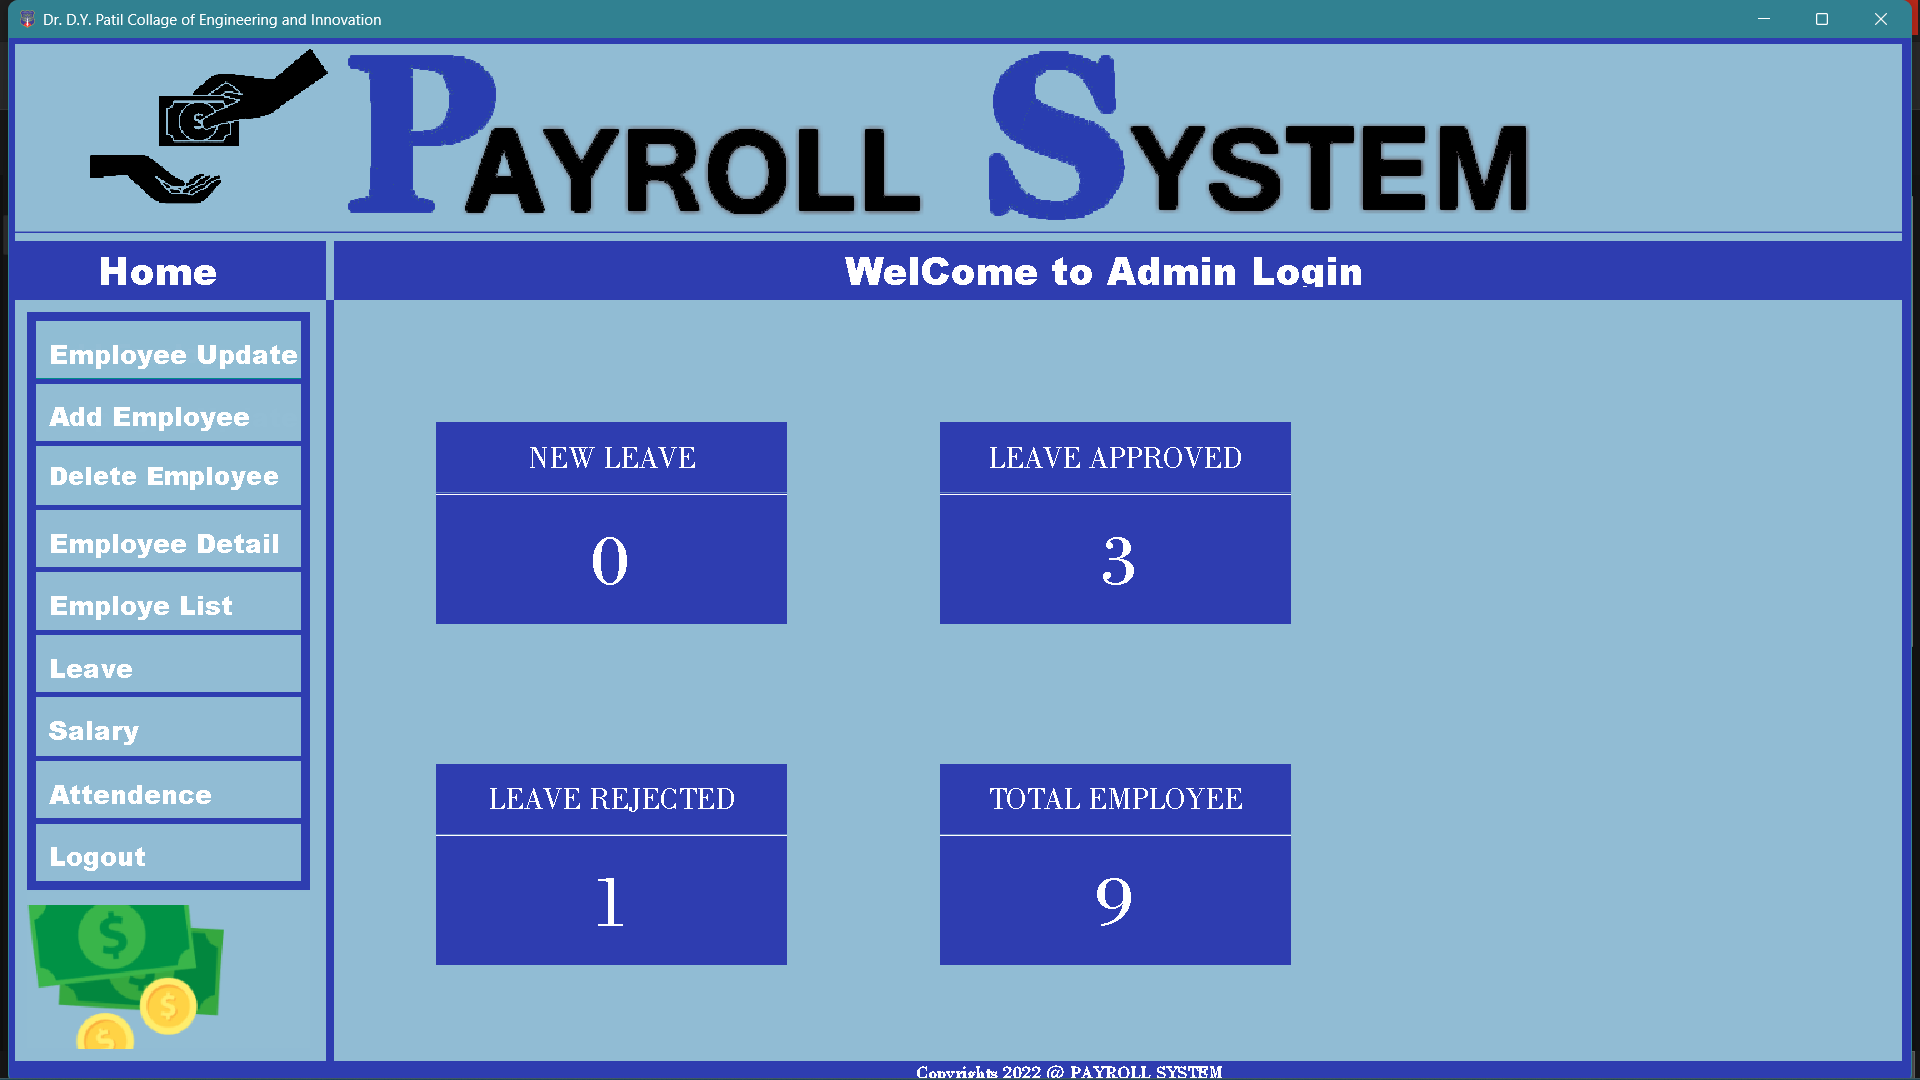 Dr. D.Y. Patil Collage of Engineering and Innovation
PAYROLL SYSTEM
Home
WelCome to Admin Login
Employee Update
Add Employee
Delete Employee
Employee Detail
Employe List
Leave
Salary
Attendence
Logout
NEW LEAVE
0
LEAVE APPROVED
3
LEAVE REJECTED
1
TOTAL EMPLOYEE
9
$
$
$
$
Copyrights 2022 @ PAYROLL SYSTEM